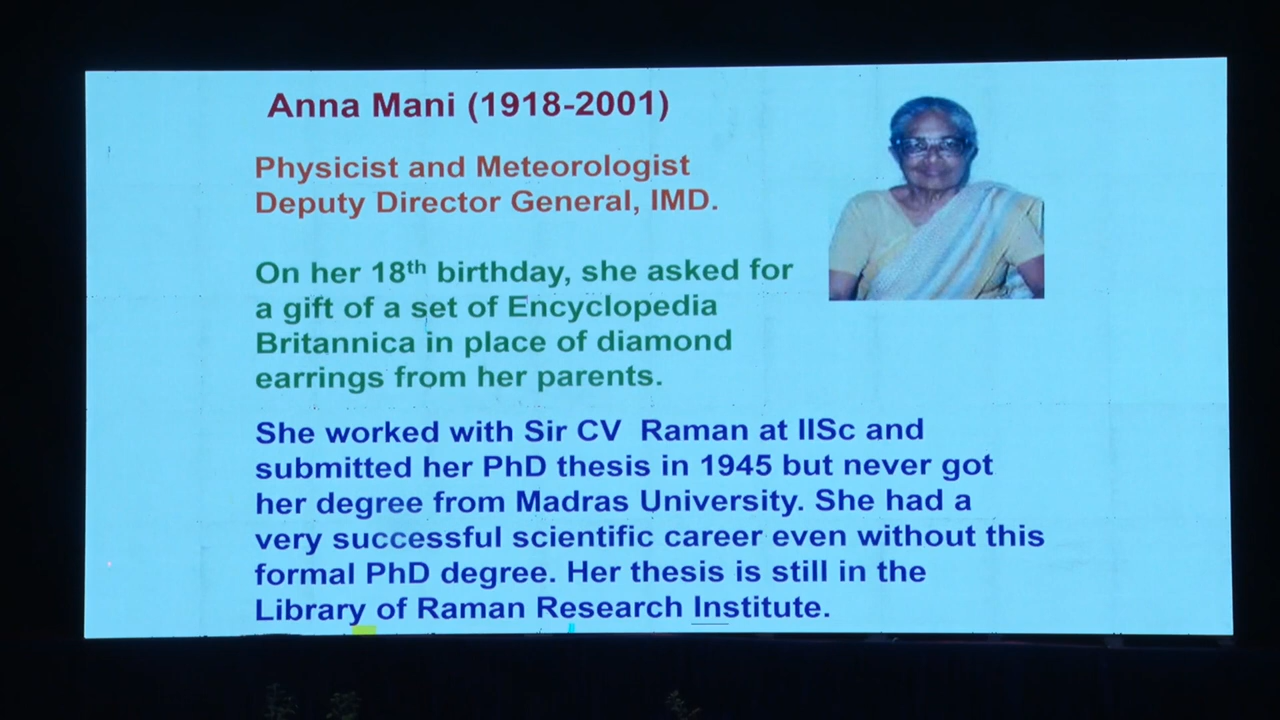 Anna Mani (1918-2001)
Physicist and Meteorologist
Deputy Director General, IMD.
On her 18th birthday, she asked for
a gift of a set of Encyclopedia
Britannica in place of diamond
earrings from her parents.
She worked with Sir CV  Raman at IISc and
submitted her PhD thesis in 1945 but never got
her degree from Madras University. She had a
very successful scientific career even without this
formal PhD degree. Her thesis is still in the
Library of Raman Research Institute.